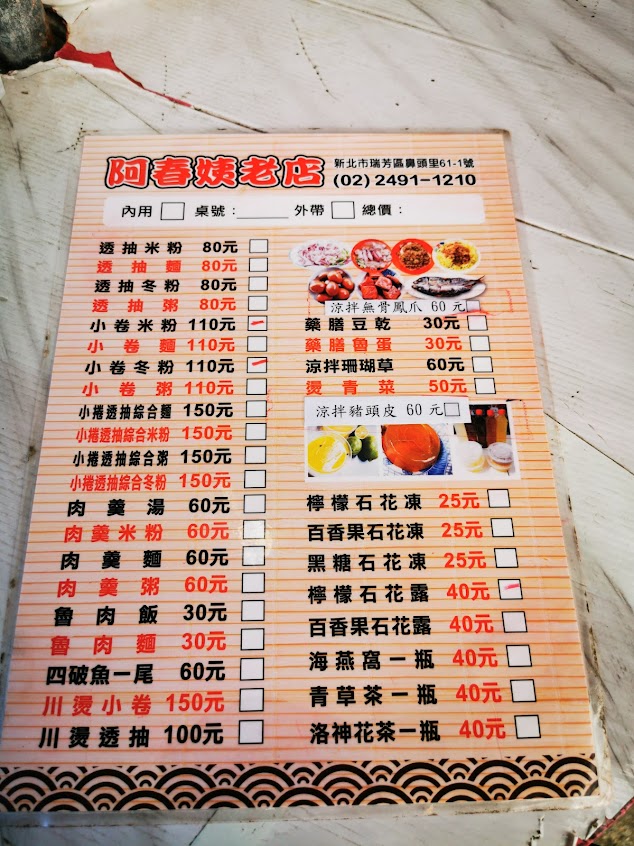 阿春姨老店
新北市瑞芳區鼻頭里61-1號
(02)2491-1210
內用 桌號：______ 外帶 總價：
透抽米粉 80元
透抽麵 80元
透抽冬粉 80元
透抽粥 80元
小卷米粉 110元
小卷麵 110元
小卷冬粉 110元
小卷粥 110元
小捲透抽綜合麵 150元
小捲透抽綜合米粉 150元
小捲透抽綜合粥 150元
小捲透抽綜合冬粉 150元
肉羹湯 60元
肉羹米粉 60元
肉羹麵 60元
肉羹粥 60元
魯肉飯 30元
魯肉麵 30元
四破魚一尾 60元
川燙小卷 150元
川燙透抽 100元
涼拌無骨鳳爪 60元
藥膳豆乾 30元
藥膳魯蛋 30元
涼拌珊瑚草 60元
燙青菜 50元
涼拌豬頭皮 60元
檸檬石花凍 25元
百香果石花凍 25元
黑糖石花凍 25元
檸檬石花露 40元
百香果石花露 40元
海燕窩一瓶 40元
青草茶一瓶 40元
洛神花茶一瓶 40元